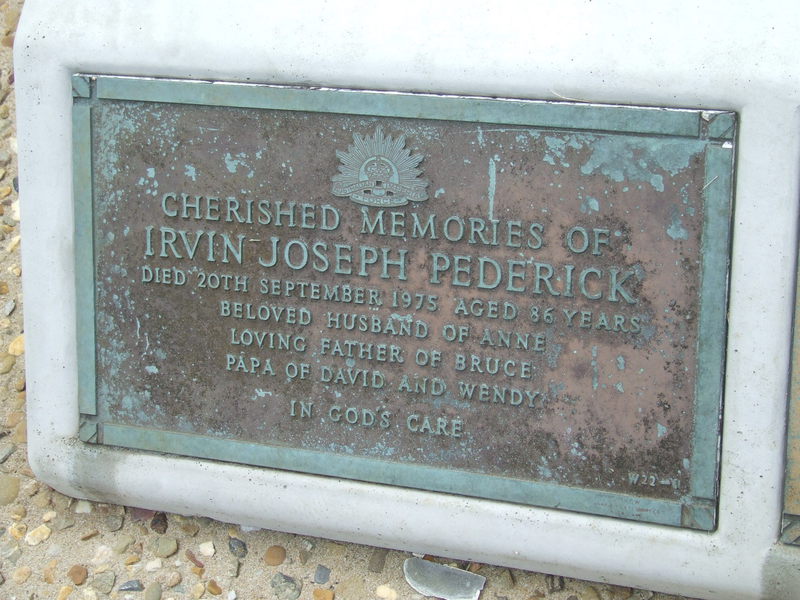 CHERISHED MEMORIES OF
IRVIN JOSEPH PEDERICK
DIED 20TH SEPTEMBER 1975 AGED 86 YEARS
BELOVED HUSBAND OF ANNE
LOVING FATHER OF BRUCE
PAPA OF DAVID AND WENDY
IN GOD'S CARE